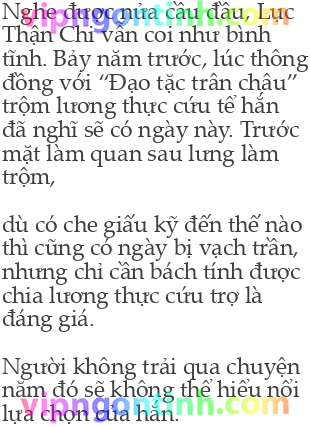 Nghe được nửa câu đầu, Lục
Thận Chi vẫn coi như bình
tĩnh. Bảy năm trước, lúc thông
đồng với “Đạo tặc trân châu”
trộm lương thực cứu tế hắn
đã nghĩ sẽ có ngày này. Trước
mặt làm quan sau lưng làm
trộm,
dù có che giấu kỹ đến thế nào
thì cũng có ngày bị vạch trần,
nhưng chỉ cần bách tính được
chia lương thực cứu trợ là
đáng giá.
Người không trải qua chuyện
năm đó sẽ không thể hiểu nổi
lựa chọn của hắn.
vipngontinh.com
vipngontinh.com